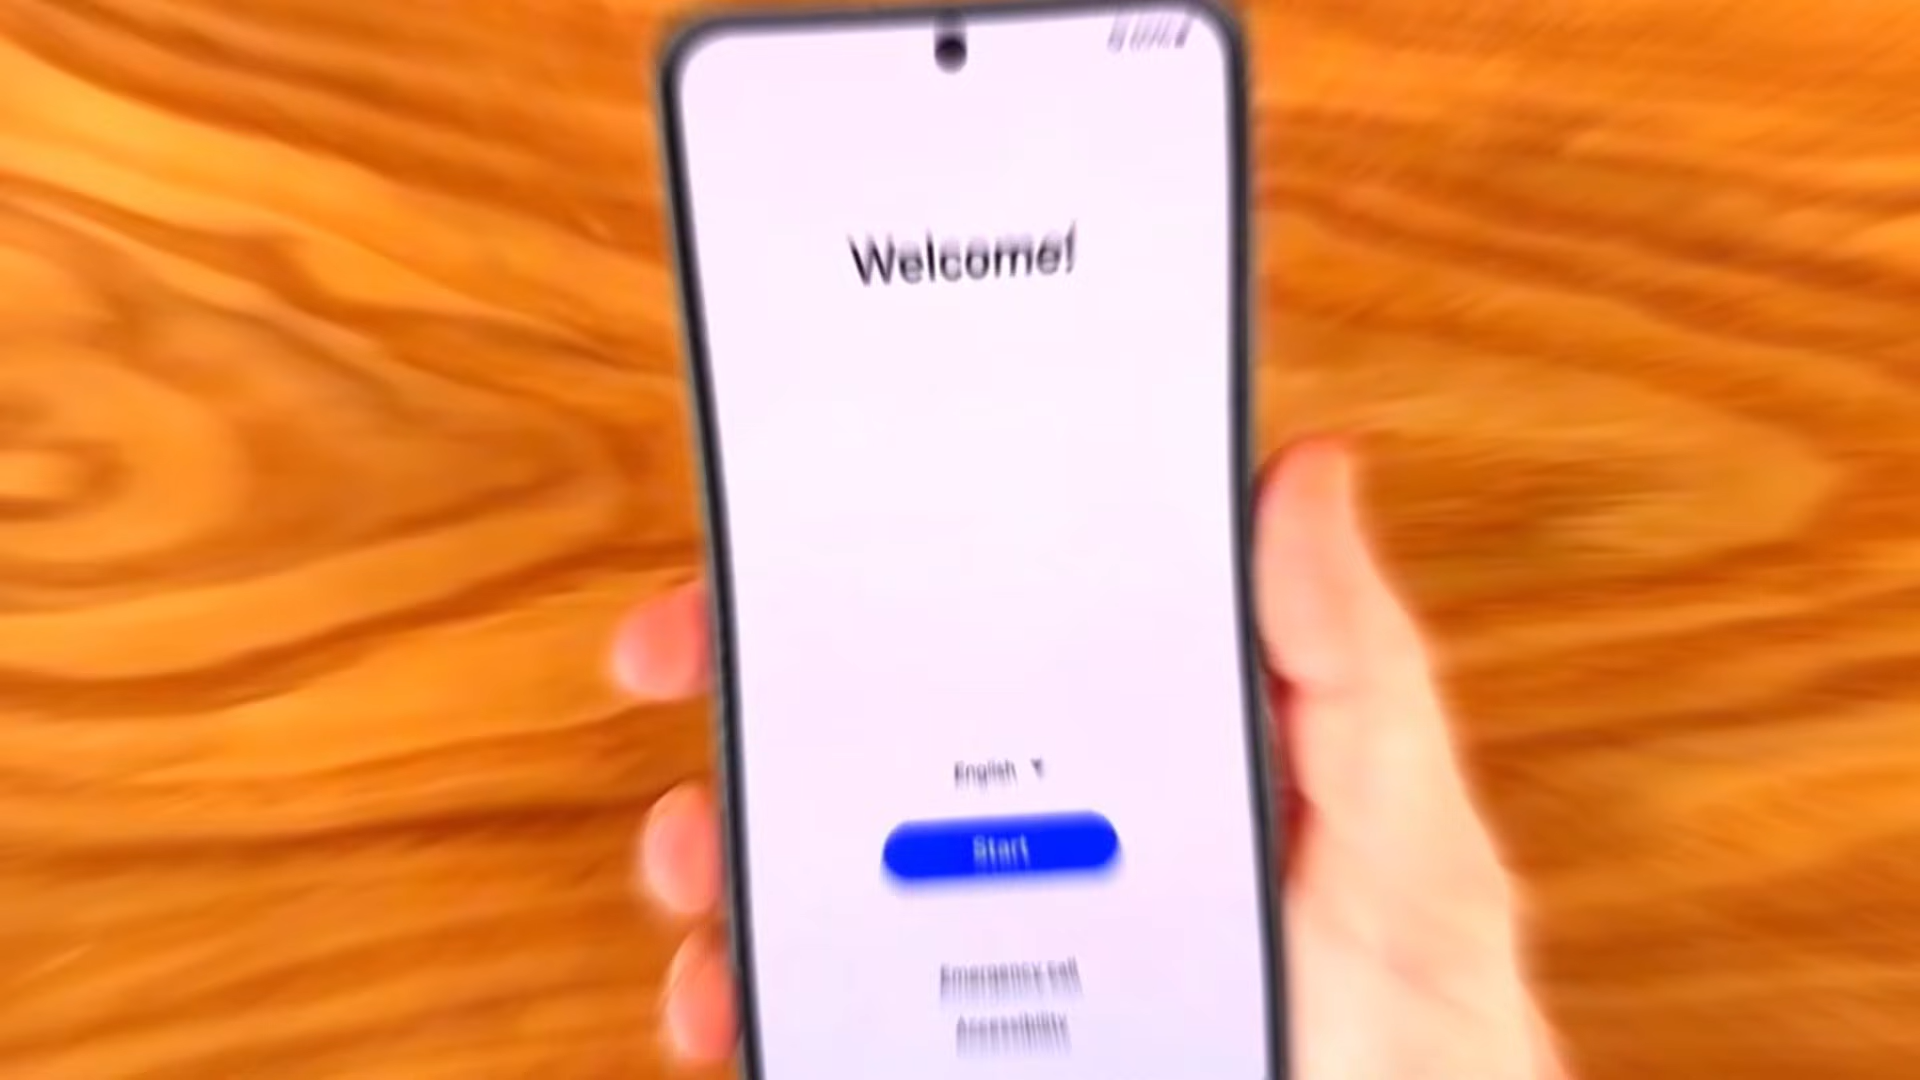 Welcome!
English
Start
Emergency call
Accessibility